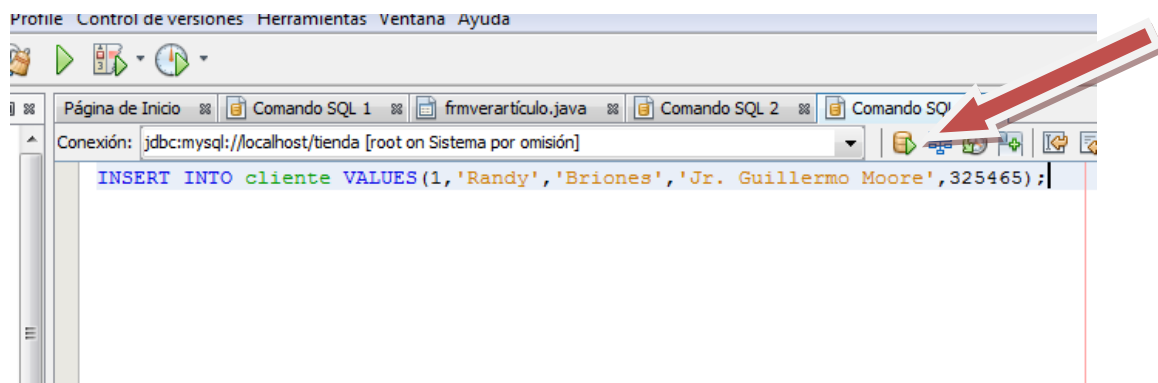 Profile Control de versiones Herramientas Ventana Ayuda
Página de Inicio Comando SQL 1 frmverartículo.java Comando SQL 2 Comando SQL
Conexión: jdbc:mysql://localhost/tienda [root on Sistema por omisión]
INSERT INTO cliente VALUES(1,'Randy','Briones','Jr. Guillermo Moore',325465);